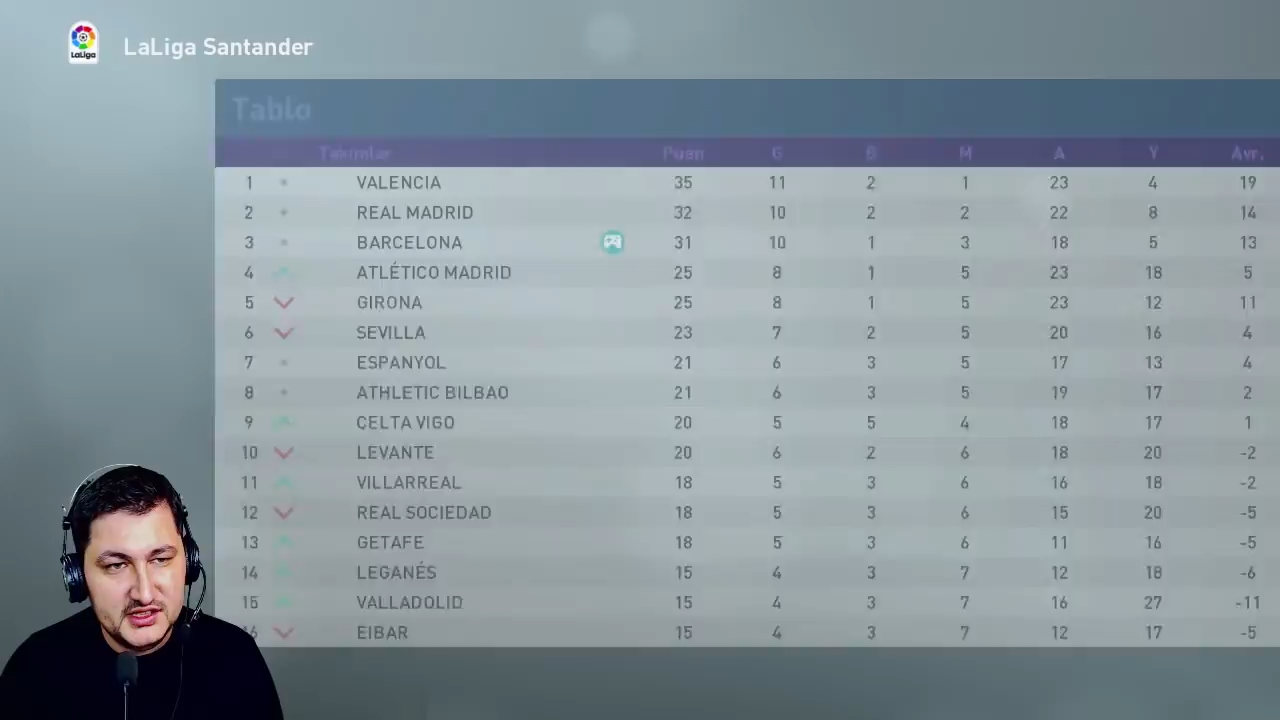 LaLiga
LaLiga Santander
Tablo
Takımlar Puan G B M A Y Avr.
1 VALENCIA 35 11 2 1 23 4 19
2 REAL MADRID 32 10 2 2 22 8 14
3 BARCELONA 31 10 1 3 18 5 13
4 ATLÉTICO MADRID 25 8 1 5 23 18 5
5 GIRONA 25 8 1 5 23 12 11
6 SEVILLA 23 7 2 5 20 16 4
7 ESPANYOL 21 6 3 5 17 13 4
8 ATHLETIC BILBAO 21 6 3 5 19 17 2
9 CELTA VIGO 20 5 5 4 18 17 1
10 LEVANTE 20 6 2 6 18 20 -2
11 VILLARREAL 18 5 3 6 16 18 -2
12 REAL SOCIEDAD 18 5 3 6 15 20 -5
13 GETAFE 18 5 3 6 11 16 -5
14 LEGANÉS 15 4 3 7 12 18 -6
15 VALLADOLID 15 4 3 7 16 27 -11
16 EIBAR 15 4 3 7 12 17 -5